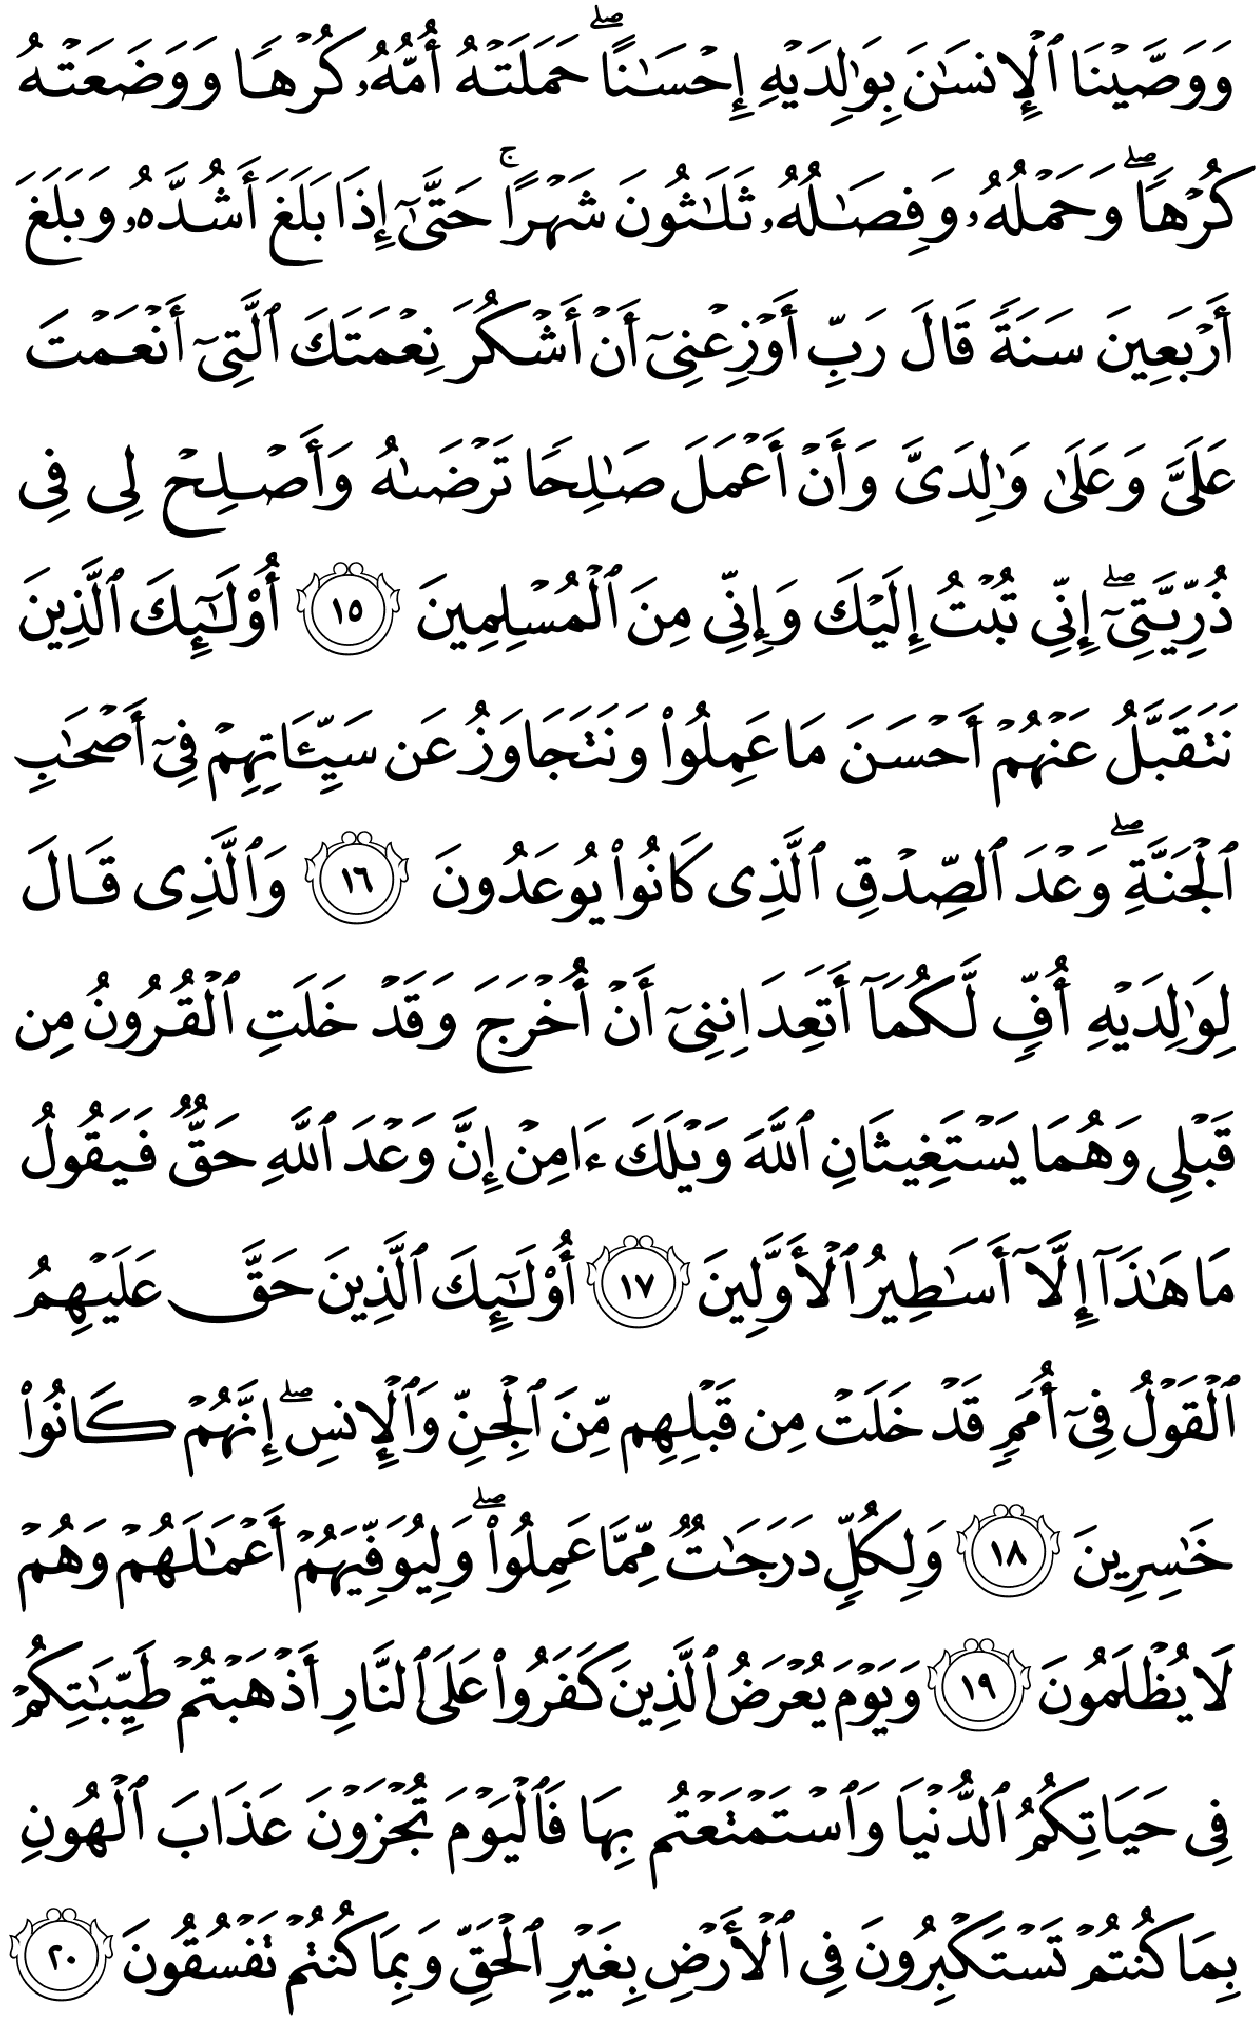 وَوَصَّيْنَا ٱلْإِنسَـٰنَ بِوَٰلِدَيْهِ إِحْسَـٰنًا ۖ حَمَلَتْهُ أُمُّهُۥ كُرْهًا وَوَضَعَتْهُ
كُرْهًا ۖ وَحَمْلُهُۥ وَفِصَـٰلُهُۥ ثَلَـٰثُونَ شَهْرًا ۚ حَتَّىٰٓ إِذَا بَلَغَ أَشُدَّهُۥ وَبَلَغَ
أَرْبَعِينَ سَنَةً قَالَ رَبِّ أَوْزِعْنِىٓ أَنْ أَشْكُرَ نِعْمَتَكَ ٱلَّتِىٓ أَنْعَمْتَ
عَلَىَّ وَعَلَىٰ وَٰلِدَىَّ وَأَنْ أَعْمَلَ صَـٰلِحًا تَرْضَىٰهُ وَأَصْلِحْ لِى فِى
ذُرِّيَّتِىٓ ۖ إِنِّى تُبْتُ إِلَيْكَ وَإِنِّى مِنَ ٱلْمُسْلِمِينَ ١٥ أُو۟لَـٰٓئِكَ ٱلَّذِينَ
نَتَقَبَّلُ عَنْهُمْ أَحْسَنَ مَا عَمِلُوا۟ وَنَتَجَاوَزُ عَن سَيِّـَٔاتِهِمْ فِىٓ أَصْحَـٰبِ
ٱلْجَنَّةِ ۖ وَعْدَ ٱلصِّدْقِ ٱلَّذِى كَانُوا۟ يُوعَدُونَ ١٦ وَٱلَّذِى قَالَ
لِوَٰلِدَيْهِ أُفٍّ لَّكُمَآ أَتَعِدَانِنِىٓ أَنْ أُخْرَجَ وَقَدْ خَلَتِ ٱلْقُرُونُ مِن
قَبْلِى وَهُمَا يَسْتَغِيثَانِ ٱللَّهَ وَيْلَكَ ءَامِنْ إِنَّ وَعْدَ ٱللَّهِ حَقٌّ فَيَقُولُ
مَا هَـٰذَآ إِلَّآ أَسَـٰطِيرُ ٱلْأَوَّلِينَ ١٧ أُو۟لَـٰٓئِكَ ٱلَّذِينَ حَقَّ عَلَيْهِمُ
ٱلْقَوْلُ فِىٓ أُمَمٍ قَدْ خَلَتْ مِن قَبْلِهِم مِّنَ ٱلْجِنِّ وَٱلْإِنسِ ۖ إِنَّهُمْ كَانُوا۟
خَـٰسِرِينَ ١٨ وَلِكُلٍّ دَرَجَـٰتٌ مِّمَّا عَمِلُوا۟ ۖ وَلِيُوَفِّيَهُمْ أَعْمَـٰلَهُمْ وَهُمْ
لَا يُظْلَمُونَ ١٩ وَيَوْمَ يُعْرَضُ ٱلَّذِينَ كَفَرُوا۟ عَلَى ٱلنَّارِ أَذْهَبْتُمْ طَيِّبَـٰتِكُمْ
فِى حَيَاتِكُمُ ٱلدُّنْيَا وَٱسْتَمْتَعْتُم بِهَا فَٱلْيَوْمَ تُجْزَوْنَ عَذَابَ ٱلْهُونِ
بِمَا كُنتُمْ تَسْتَكْبِرُونَ فِى ٱلْأَرْضِ بِغَيْرِ ٱلْحَقِّ وَبِمَا كُنتُمْ تَفْسُقُونَ ٢٠